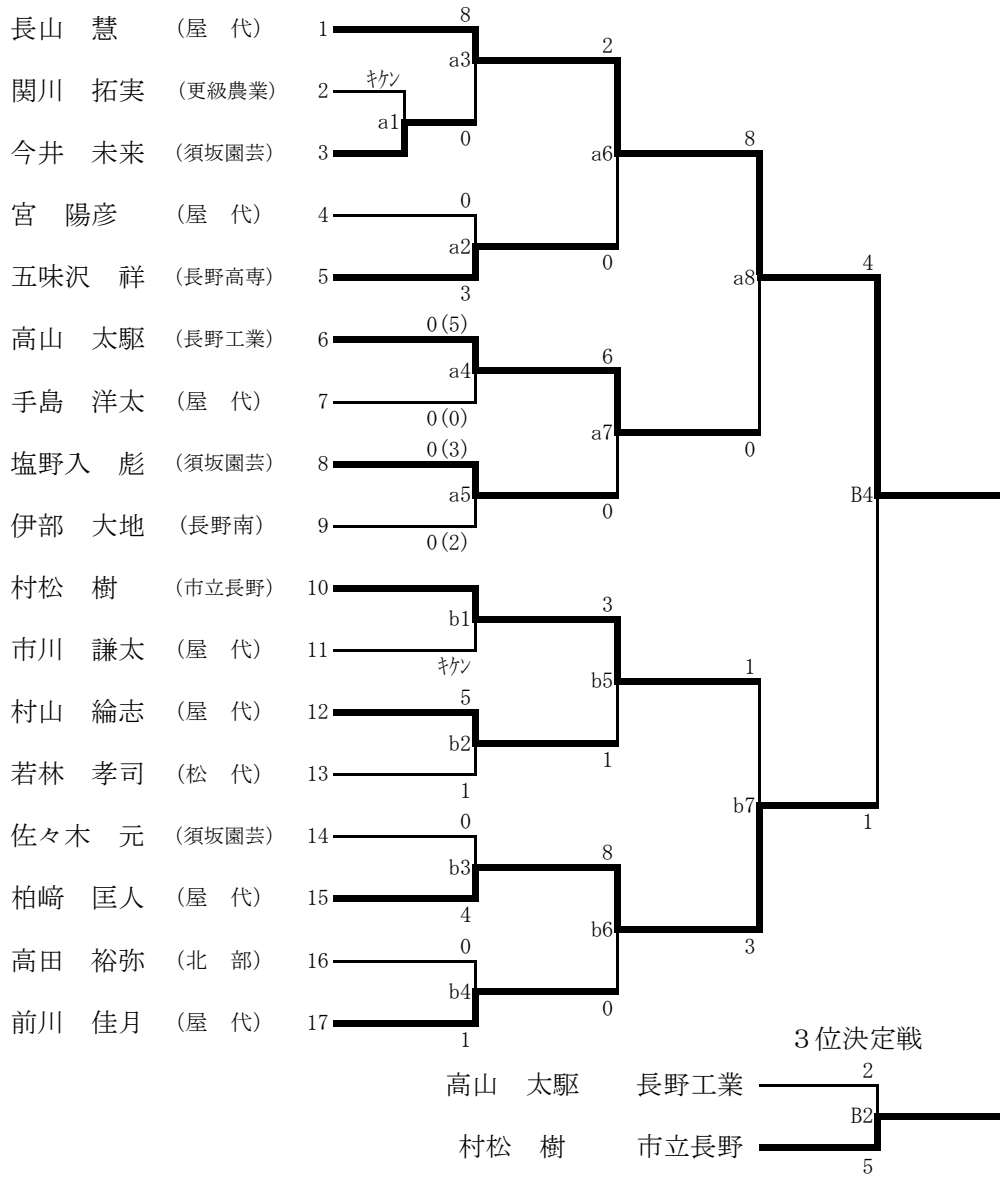 8
長山　慧　（屋　代）　1
a3
2
関川　拓実　（更級農業）　2　ｷｹﾝ
a1
0
8
今井　未来　（須坂園芸）　3
a6
宮　陽彦　（屋　代）　4
0
a2
0
五味沢　祥　（長野高専）　5
3
a8
4
高山　太駆　（長野工業）　6
0(5)
a4
6
手島　洋太　（屋　代）　7
0(0)
a7
0
塩野入　彪　（須坂園芸）　8
0(3)
a5
0
B4
伊部　大地　（長野南）　9
0(2)
村松　樹　（市立長野）　10
b1
3
市川　謙太　（屋　代）　11
ｷｹﾝ
b5
1
村山　綸志　（屋　代）　12
5
b2
1
若林　孝司　（松　代）　13
1
b7
1
佐々木　元　（須坂園芸）　14
0
b3
8
柏﨑　匡人　（屋　代）　15
4
b6
3
高田　裕弥　（北　部）　16
0
b4
0
前川　佳月　（屋　代）　17
1
３位決定戦
2
高山　太駆　長野工業
B2
村松　樹　市立長野
5